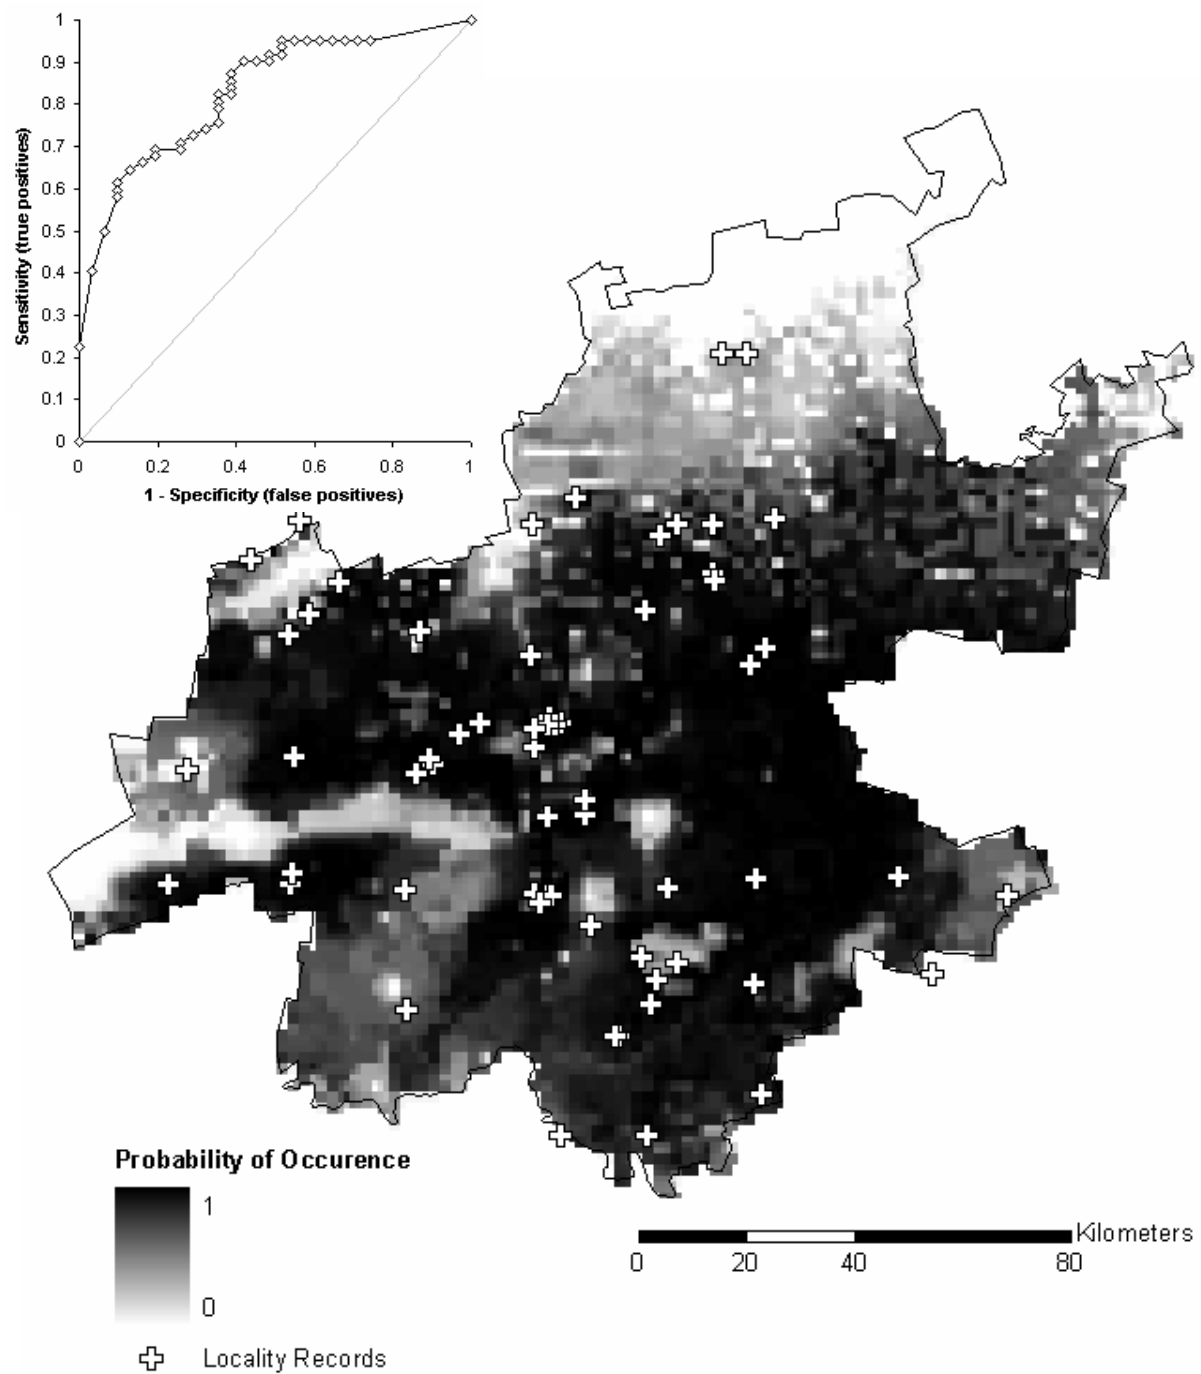 1
0.9
0.8
0.7
0.6
0.5
0.4
0.3
0.2
0.1
0
Sensitivity (true positives)
0 0.2 0.4 0.6 0.8 1
1 - Specificity (false positives)
Probability of Occurence
1
0
Locality Records
Kilometers
0 20 40 80